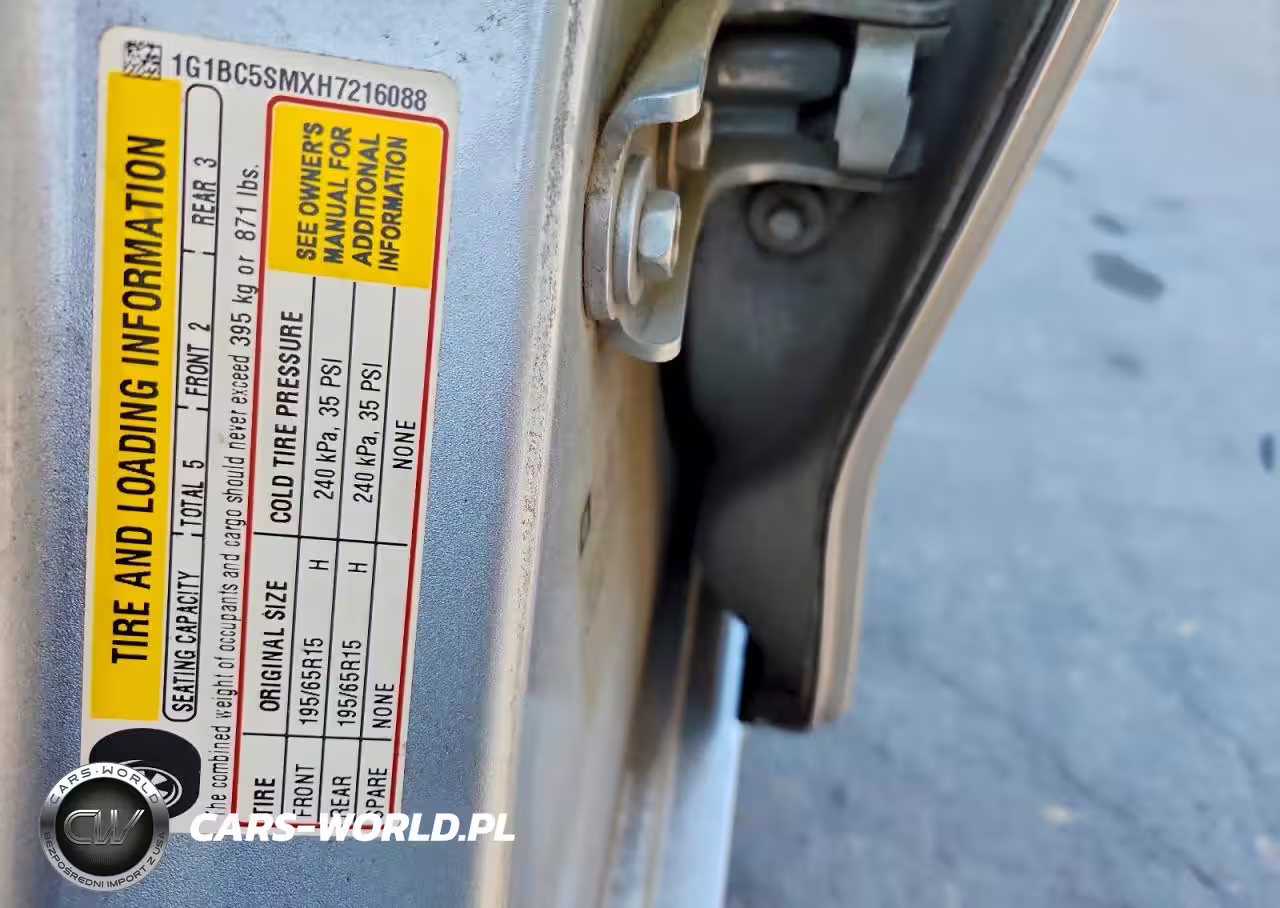 1G1BC5SMXH7216088
TIRE AND LOADING INFORMATION
SEATING CAPACITY TOTAL 5 FRONT 2 REAR 3
The combined weight of occupants and cargo should never exceed 395 kg or 871 lbs.
TIRE ORIGINAL SIZE COLD TIRE PRESSURE
FRONT 195/65R15 H 240 kPa, 35 PSI
REAR 195/65R15 H 240 kPa, 35 PSI
SPARE NONE NONE
SEE OWNER'S
MANUAL FOR
ADDITIONAL
INFORMATION
CARS-WORLD
CW
BEZPOŚREDNI IMPORT Z USA
CARS-WORLD.PL